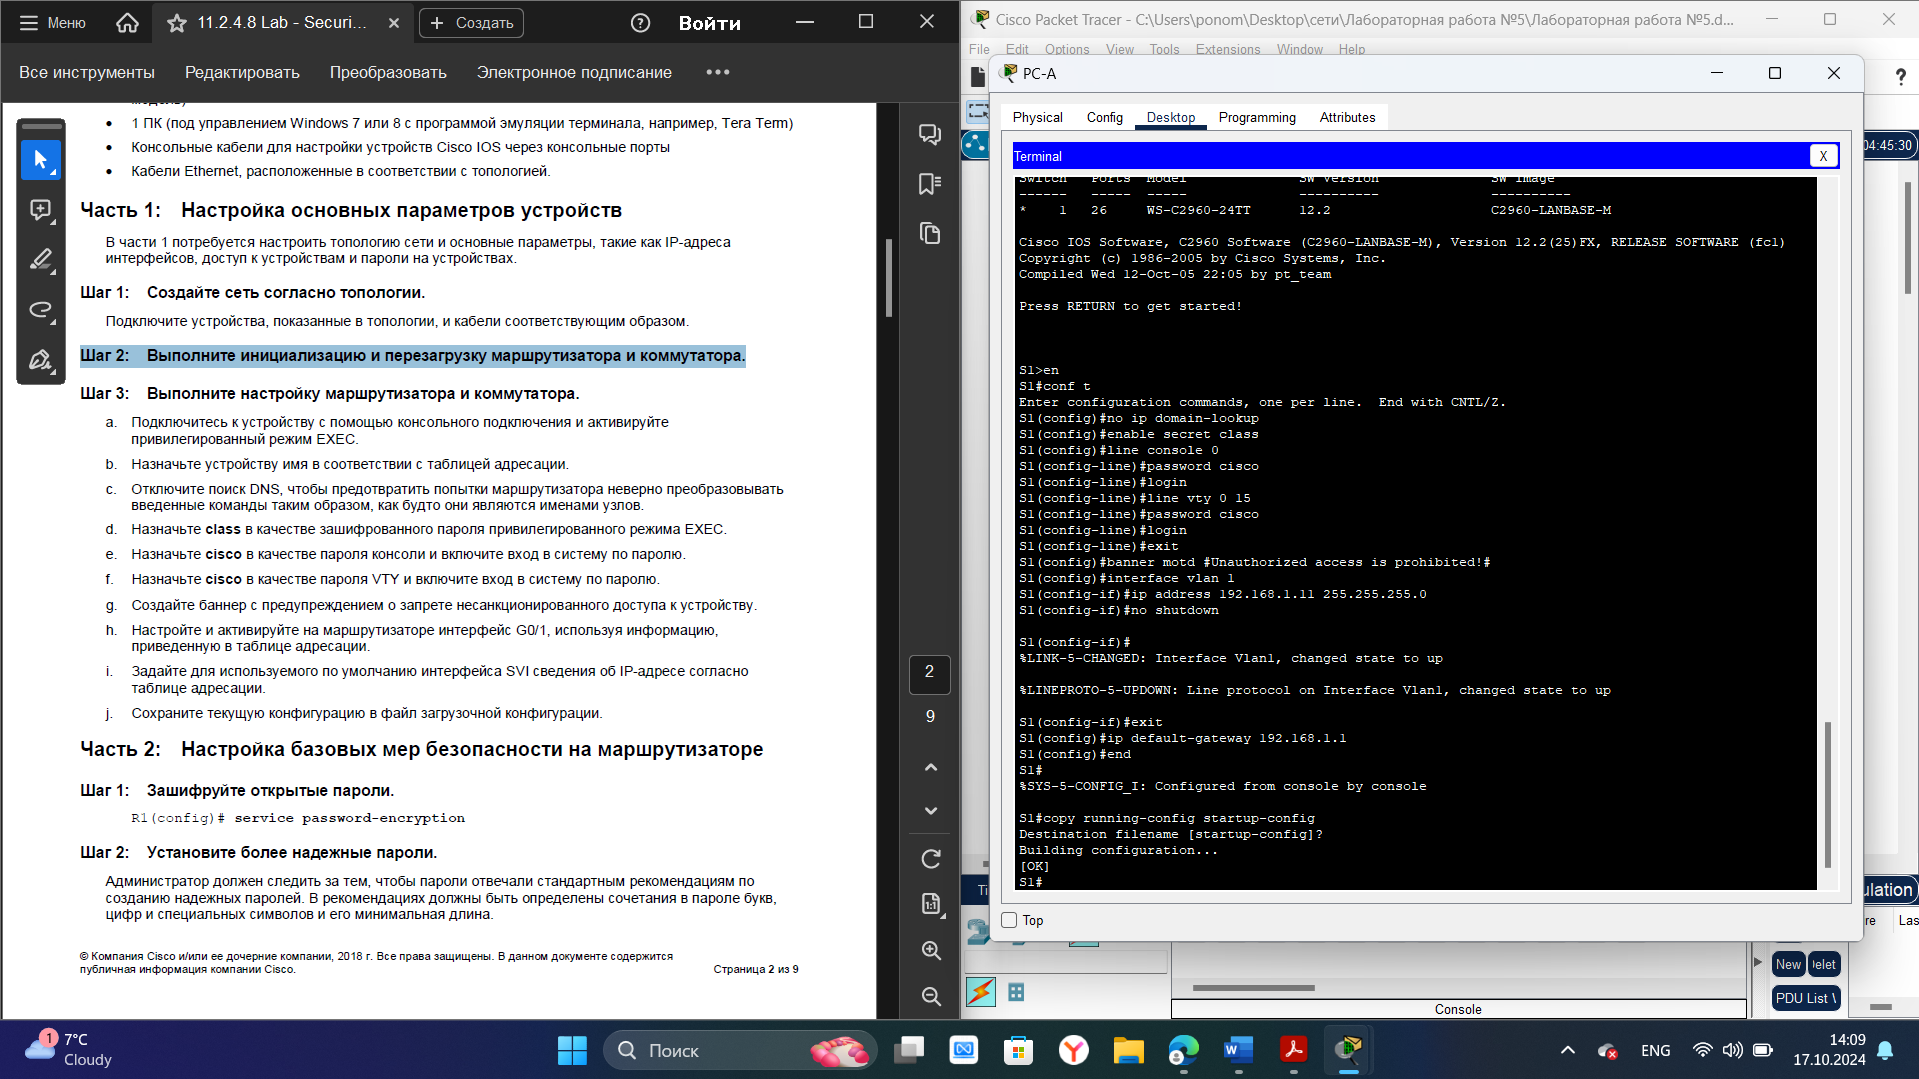 Меню
11.2.4.8 Lab - Securi...
Создать
Войти
Все инструменты
Редактировать
Преобразовать
Электронное подписание
1 ПК (под управлением Windows 7 или 8 с программой эмуляции терминала, например, Tera Term)
Консольные кабели для настройки устройств Cisco IOS через консольные порты
Кабели Ethernet, расположенные в соответствии с топологией.
Часть 1: Настройка основных параметров устройств
В части 1 потребуется настроить топологию сети и основные параметры, такие как IP-адреса
интерфейсов, доступ к устройствам и пароли на устройствах.
Шаг 1: Создайте сеть согласно топологии.
Подключите устройства, показанные в топологии, и кабели соответствующим образом.
Шаг 2: Выполните инициализацию и перезагрузку маршрутизатора и коммутатора.
Шаг 3: Выполните настройку маршрутизатора и коммутатора.
a. Подключитесь к устройству с помощью консольного подключения и активируйте
привилегированный режим EXEC.
b. Назначьте устройству имя в соответствии с таблицей адресации.
c. Отключите поиск DNS, чтобы предотвратить попытки маршрутизатора неверно преобразовывать
введенные команды таким образом, как будто они являются именами узлов.
d. Назначьте class в качестве зашифрованного пароля привилегированного режима EXEC.
e. Назначьте cisco в качестве пароля консоли и включите вход в систему по паролю.
f. Назначьте cisco в качестве пароля VTY и включите вход в систему по паролю.
g. Создайте баннер с предупреждением о запрете несанкционированного доступа к устройству.
h. Настройте и активируйте на маршрутизаторе интерфейс G0/1, используя информацию,
приведенную в таблице адресации.
i. Задайте для используемого по умолчанию интерфейса SVI сведения об IP-адресе согласно
таблице адресации.
j. Сохраните текущую конфигурацию в файл загрузочной конфигурации.
Часть 2: Настройка базовых мер безопасности на маршрутизаторе
Шаг 1: Зашифруйте открытые пароли.
R1(config)# service password-encryption
Шаг 2: Установите более надежные пароли.
Администратор должен следить за тем, чтобы пароли отвечали стандартным рекомендациям по
созданию надежных паролей. В рекомендациях должны быть определены сочетания в пароле букв,
цифр и специальных символов и его минимальная длина.
© Компания Cisco и/или ее дочерние компании, 2018 г. Все права защищены. В данном документе содержится
публичная информация компании Cisco.
Страница 2 из 9
2
9
1:1
Cisco Packet Tracer - C:\Users\ponom\Desktop\сети\Лабораторная работа №5\Лабораторная работа №5.d...
File Edit Options View Tools Extensions Window Help
PC-A
Physical Config Desktop Programming Attributes
04:45:30
Terminal
X
Switch Ports Model SW Version SW Image
------ ----- ----- ---------- ----------
* 1 26 WS-C2960-24TT 12.2 C2960-LANBASE-M
Cisco IOS Software, C2960 Software (C2960-LANBASE-M), Version 12.2(25)FX, RELEASE SOFTWARE (fc1)
Copyright (c) 1986-2005 by Cisco Systems, Inc.
Compiled Wed 12-Oct-05 22:05 by pt_team
Press RETURN to get started!
S1>en
S1#conf t
Enter configuration commands, one per line. End with CNTL/Z.
S1(config)#no ip domain-lookup
S1(config)#enable secret class
S1(config)#line console 0
S1(config-line)#password cisco
S1(config-line)#login
S1(config-line)#line vty 0 15
S1(config-line)#password cisco
S1(config-line)#login
S1(config-line)#exit
S1(config)#banner motd #Unauthorized access is prohibited!#
S1(config)#interface vlan 1
S1(config-if)#ip address 192.168.1.11 255.255.255.0
S1(config-if)#no shutdown
S1(config-if)#
%LINK-5-CHANGED: Interface Vlan1, changed state to up
%LINEPROTO-5-UPDOWN: Line protocol on Interface Vlan1, changed state to up
S1(config-if)#exit
S1(config)#ip default-gateway 192.168.1.1
S1(config)#end
S1#
%SYS-5-CONFIG_I: Configured from console by console
S1#copy running-config startup-config
Destination filename [startup-config]?
Building configuration...
[OK]
S1#
Top
Ti
ulation
re Las
New elet
PDU List \
Console
1
7°C
Cloudy
Поиск
ENG
14:09
17.10.2024